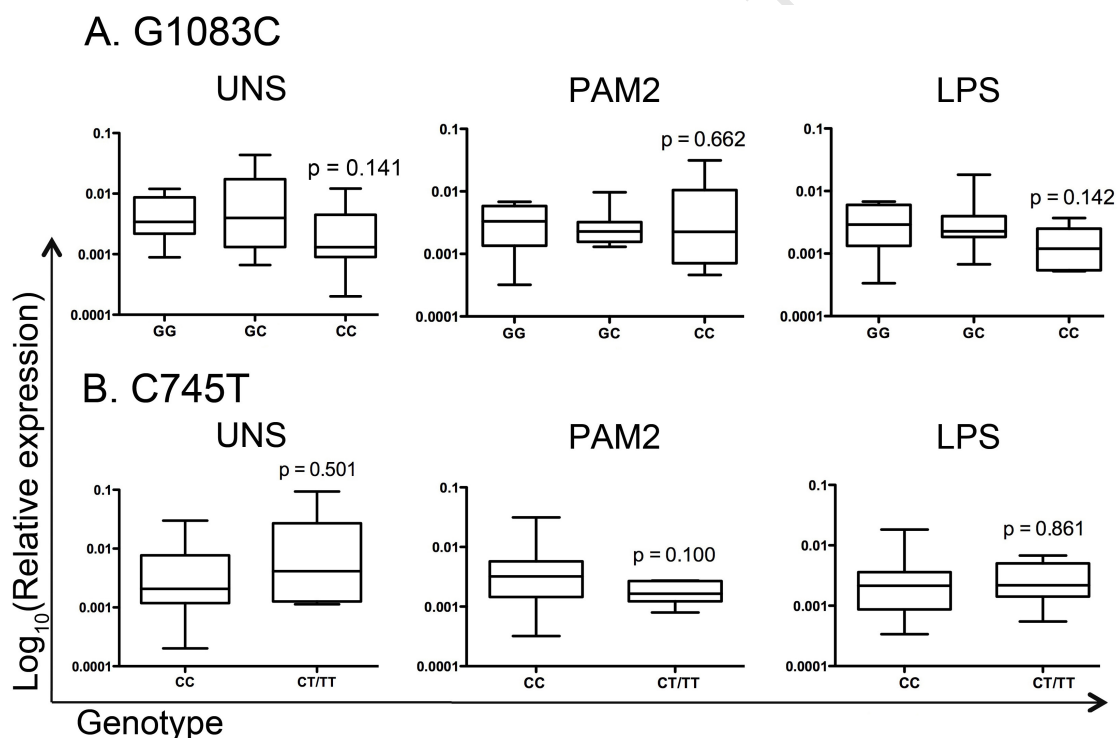 A. G1083C
UNS
PAM2
LPS
0.1
0.01
0.001
0.0001
p = 0.141
GG
GC
CC
0.1
0.01
0.001
0.0001
p = 0.662
GG
GC
CC
0.1
0.01
0.001
0.0001
p = 0.142
GG
GC
CC
B. C745T
UNS
PAM2
LPS
0.1
0.01
0.001
0.0001
p = 0.501
CC
CT/TT
0.1
0.01
0.001
0.0001
p = 0.100
CC
CT/TT
0.1
0.01
0.001
0.0001
p = 0.861
CC
CT/TT
Log10(Relative expression)
Genotype